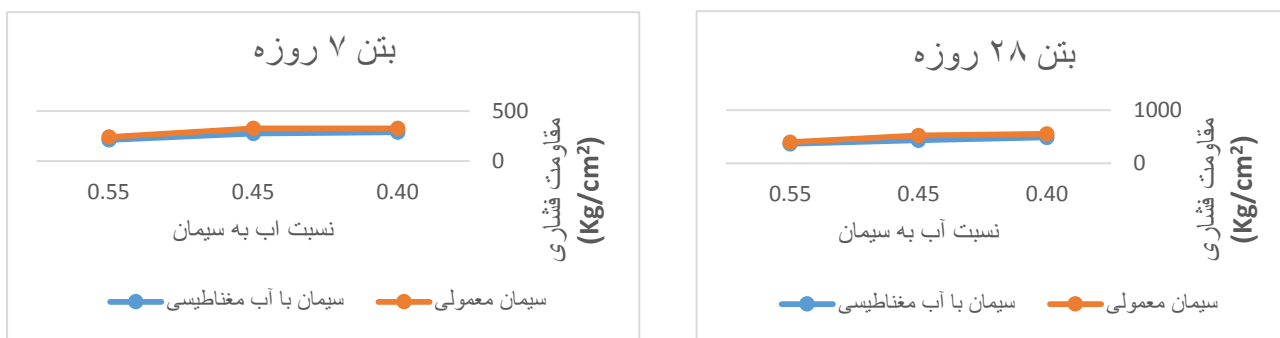 بتن ۷ روزه
500
0
0.55 0.45 0.40
نسبت اب به سیمان
مقاومت فشاری
(Kg/cm²)
سیمان با آب مغناطیسی
سیمان معمولی
بتن ۲۸ روزه
1000
0
0.55 0.45 0.40
نسبت آب به سیمان
مقاومت فشاری
(Kg/cm²)
سیمان با آب مغناطیسی
سیمان معمولی